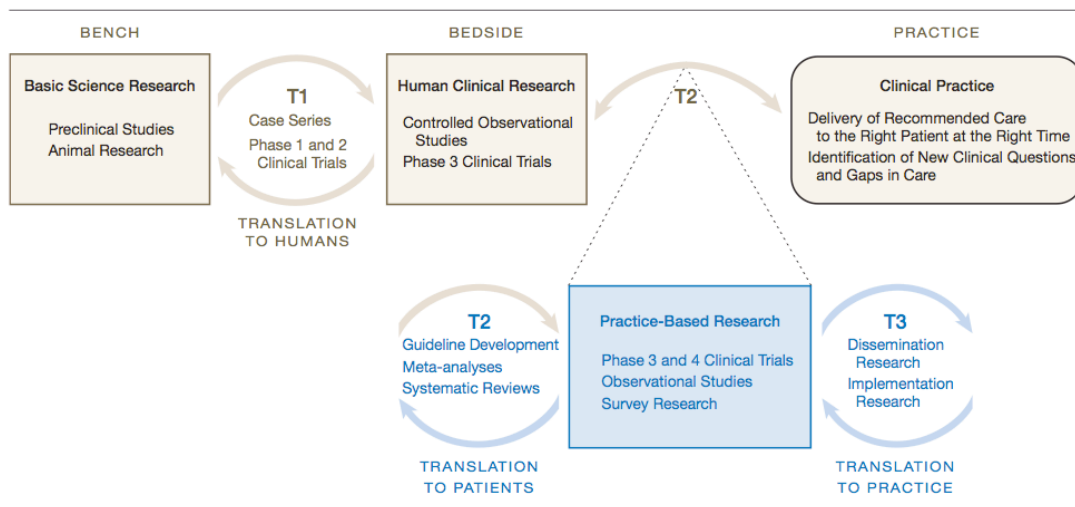 BENCH
BEDSIDE
PRACTICE
Basic Science Research
Preclinical Studies
Animal Research
T1
Case Series
Phase 1 and 2
Clinical Trials
TRANSLATION
TO HUMANS
Human Clinical Research
Controlled Observational
Studies
Phase 3 Clinical Trials
T2
Clinical Practice
Delivery of Recommended Care
to the Right Patient at the Right Time
Identification of New Clinical Questions
and Gaps in Care
T2
Guideline Development
Meta-analyses
Systematic Reviews
TRANSLATION
TO PATIENTS
Practice-Based Research
Phase 3 and 4 Clinical Trials
Observational Studies
Survey Research
T3
Dissemination
Research
Implementation
Research
TRANSLATION
TO PRACTICE